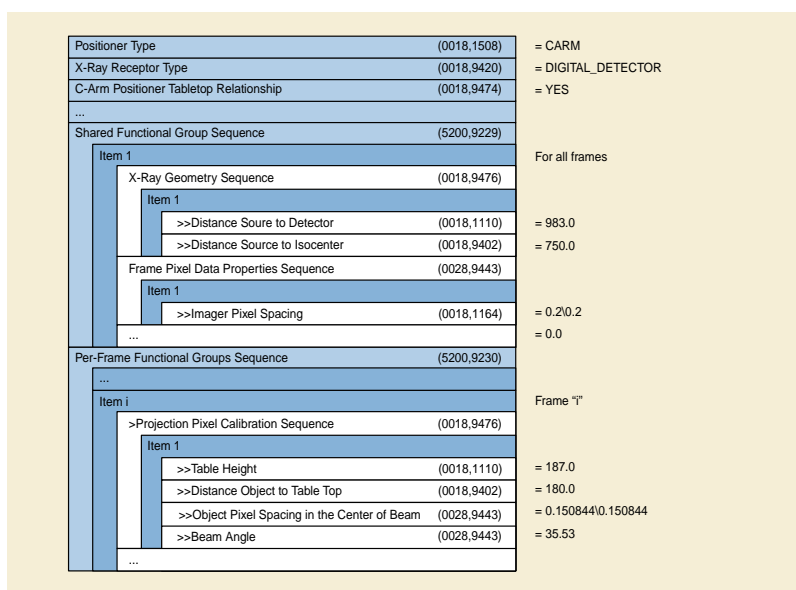 Positioner Type (0018,1508) = CARM
X-Ray Receptor Type (0018,9420) = DIGITAL_DETECTOR
C-Arm Positioner Tabletop Relationship (0018,9474) = YES
...
Shared Functional Group Sequence (5200,9229)
Item 1 For all frames
X-Ray Geometry Sequence (0018,9476)
Item 1
>>Distance Soure to Detector (0018,1110) = 983.0
>>Distance Source to Isocenter (0018,9402) = 750.0
Frame Pixel Data Properties Sequence (0028,9443)
Item 1
>>Imager Pixel Spacing (0018,1164) = 0.2\0.2
... = 0.0
Per-Frame Functional Groups Sequence (5200,9230)
...
Item i Frame “i”
>Projection Pixel Calibration Sequence (0018,9476)
Item 1
>>Table Height (0018,1110) = 187.0
>>Distance Object to Table Top (0018,9402) = 180.0
>>Object Pixel Spacing in the Center of Beam (0028,9443) = 0.150844\0.150844
>>Beam Angle (0028,9443) = 35.53
...